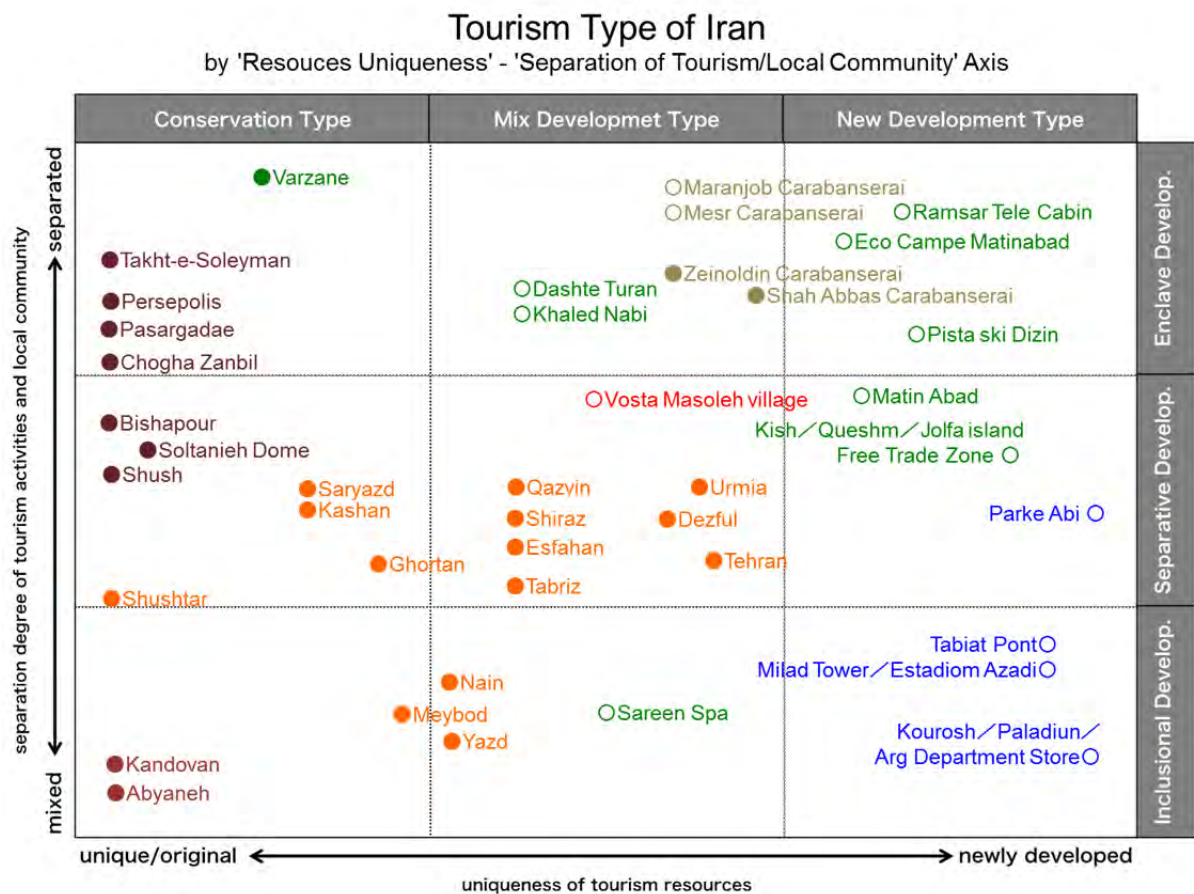 Tourism Type of Iran
by 'Resouces Uniqueness' - 'Separation of Tourism/Local Community' Axis
Conservation Type
Mix Developmet Type
New Development Type
separation degree of tourism activities and local community
separated
mixed
Enclave Develop.
Separative Develop.
Inclusional Develop.
Varzane
Takht-e-Soleyman
Persepolis
Pasargadae
Chogha Zanbil
Maranjob Carabanserai
Mesr Carabanserai
Zeinoldin Carabanserai
Shah Abbas Carabanserai
Dashte Turan
Khaled Nabi
Ramsar Tele Cabin
Eco Campe Matinabad
Pista ski Dizin
Bishapour
Soltanieh Dome
Shush
Saryazd
Kashan
Ghortan
Shushtar
Vosta Masoleh village
Qazvin
Shiraz
Esfahan
Tabriz
Urmia
Dezful
Tehran
Matin Abad
Kish／Queshm／Jolfa island
Free Trade Zone
Parke Abi
Kandovan
Abyaneh
Meybod
Nain
Yazd
Sareen Spa
Tabiat Pont
Milad Tower／Estadiom Azadi
Kourosh／Paladiun／
Arg Department Store
unique/original
newly developed
uniqueness of tourism resources